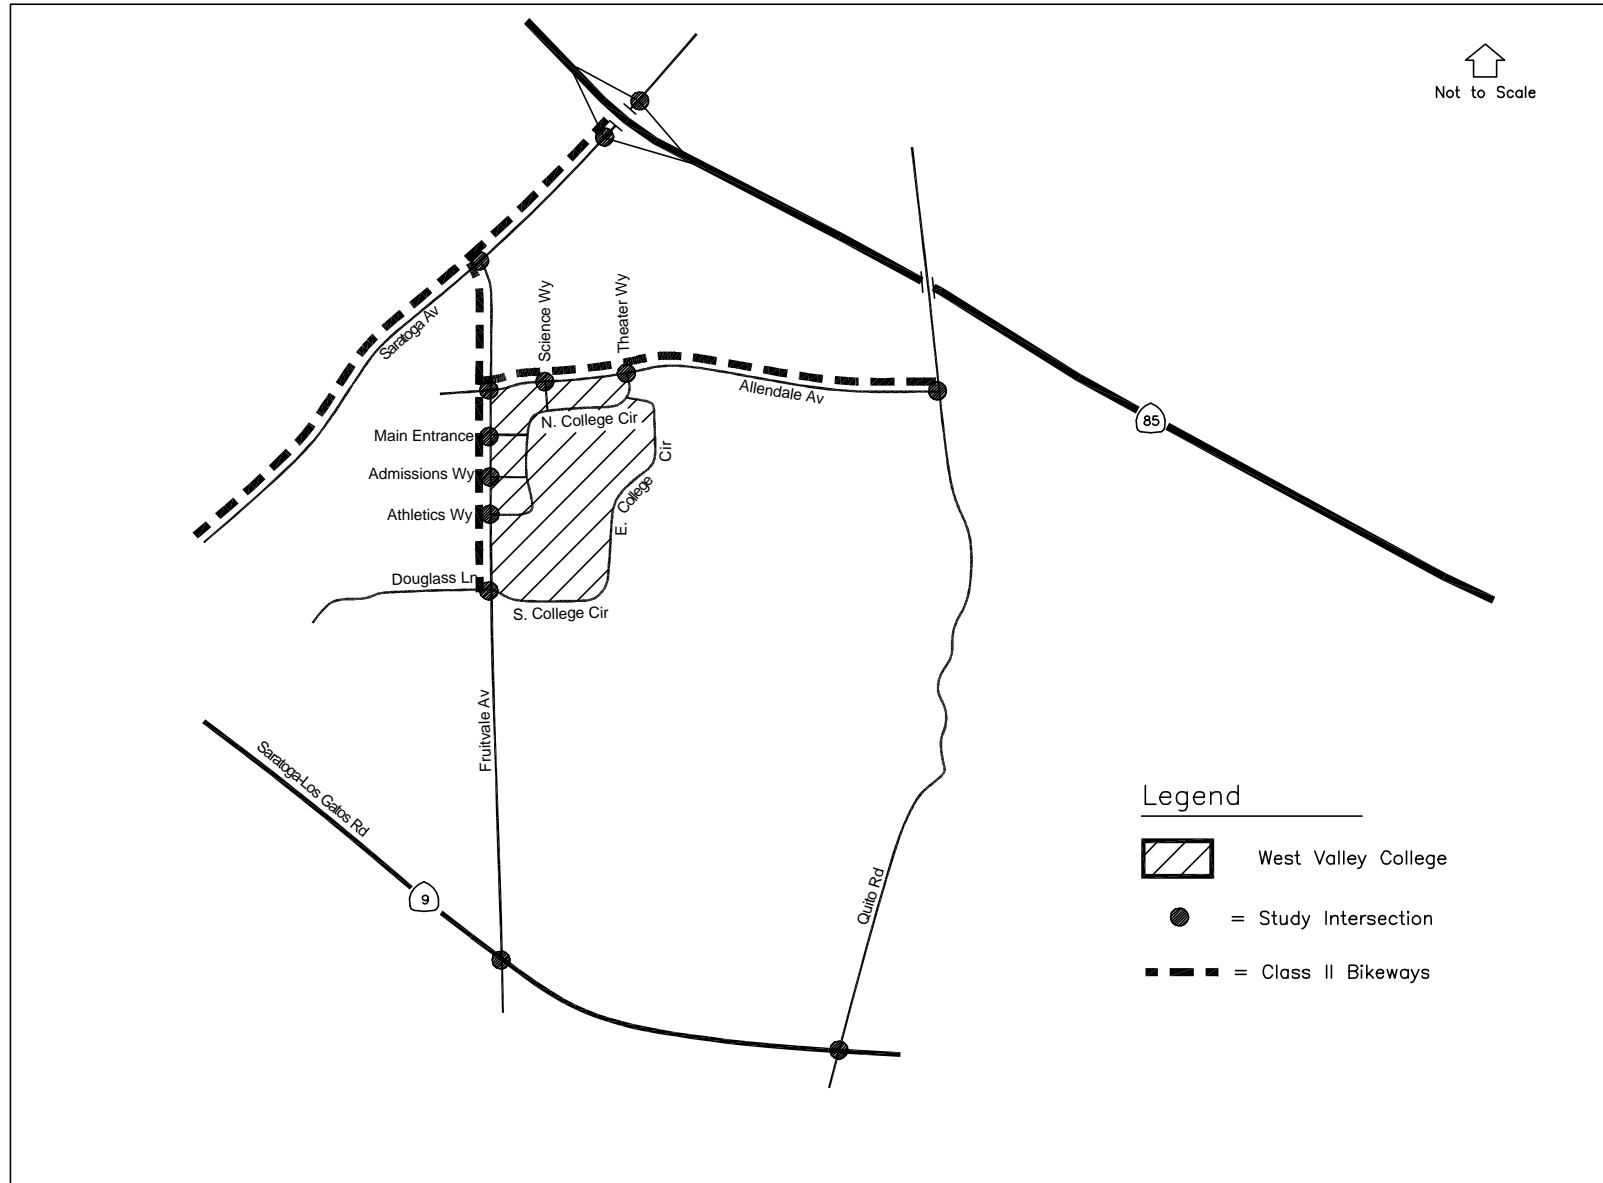 Not to Scale
Saratoga Av
Science Wy
Theater Wy
Allendale Av
N. College Cir
Main Entrance
Admissions Wy
Athletics Wy
E. College Cir
Douglass Ln
S. College Cir
85
Fruitvale Av
Saratoga-Los Gatos Rd
9
Quito Rd
Legend
West Valley College
= Study Intersection
= Class II Bikeways